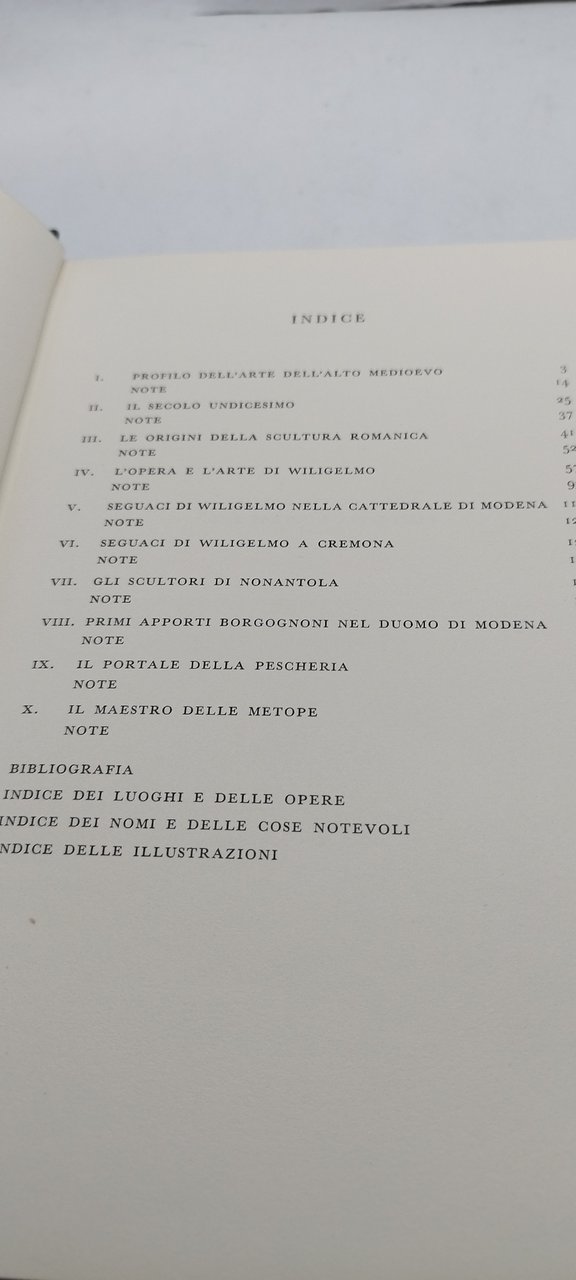 INDICE
I. PROFILO DELL'ARTE DELL'ALTO MEDIOEVO 3
NOTE 14
II. IL SECOLO UNDICESIMO 25
NOTE 37
III. LE ORIGINI DELLA SCULTURA ROMANICA 41
NOTE 52
IV. L'OPERA E L'ARTE DI WILIGELMO
NOTE
V. SEGUACI DI WILIGELMO NELLA CATTEDRALE DI MODENA
NOTE
VI. SEGUACI DI WILIGELMO A CREMONA
NOTE
VII. GLI SCULTORI DI NONANTOLA
NOTE
VIII. PRIMI APPORTI BORGOGNONI NEL DUOMO DI MODENA
NOTE
IX. IL PORTALE DELLA PESCHERIA
NOTE
X. IL MAESTRO DELLE METOPE
NOTE
BIBLIOGRAFIA
INDICE DEI LUOGHI E DELLE OPERE
INDICE DEI NOMI E DELLE COSE NOTEVOLI
NDICE DELLE ILLUSTRAZIONI